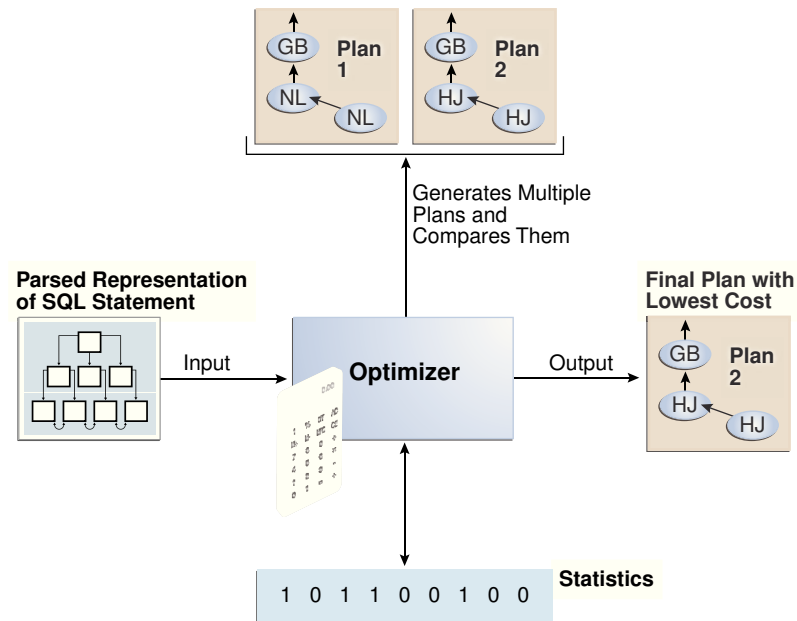 GB
Plan
1
NL
NL
GB
Plan
2
HJ
HJ
Generates Multiple
Plans and
Compares Them
Parsed Representation
of SQL Statement
Input
Optimizer
Output
Final Plan with
Lowest Cost
GB
Plan
2
HJ
HJ
Statistics
1 0 1 1 0 0 1 0 0